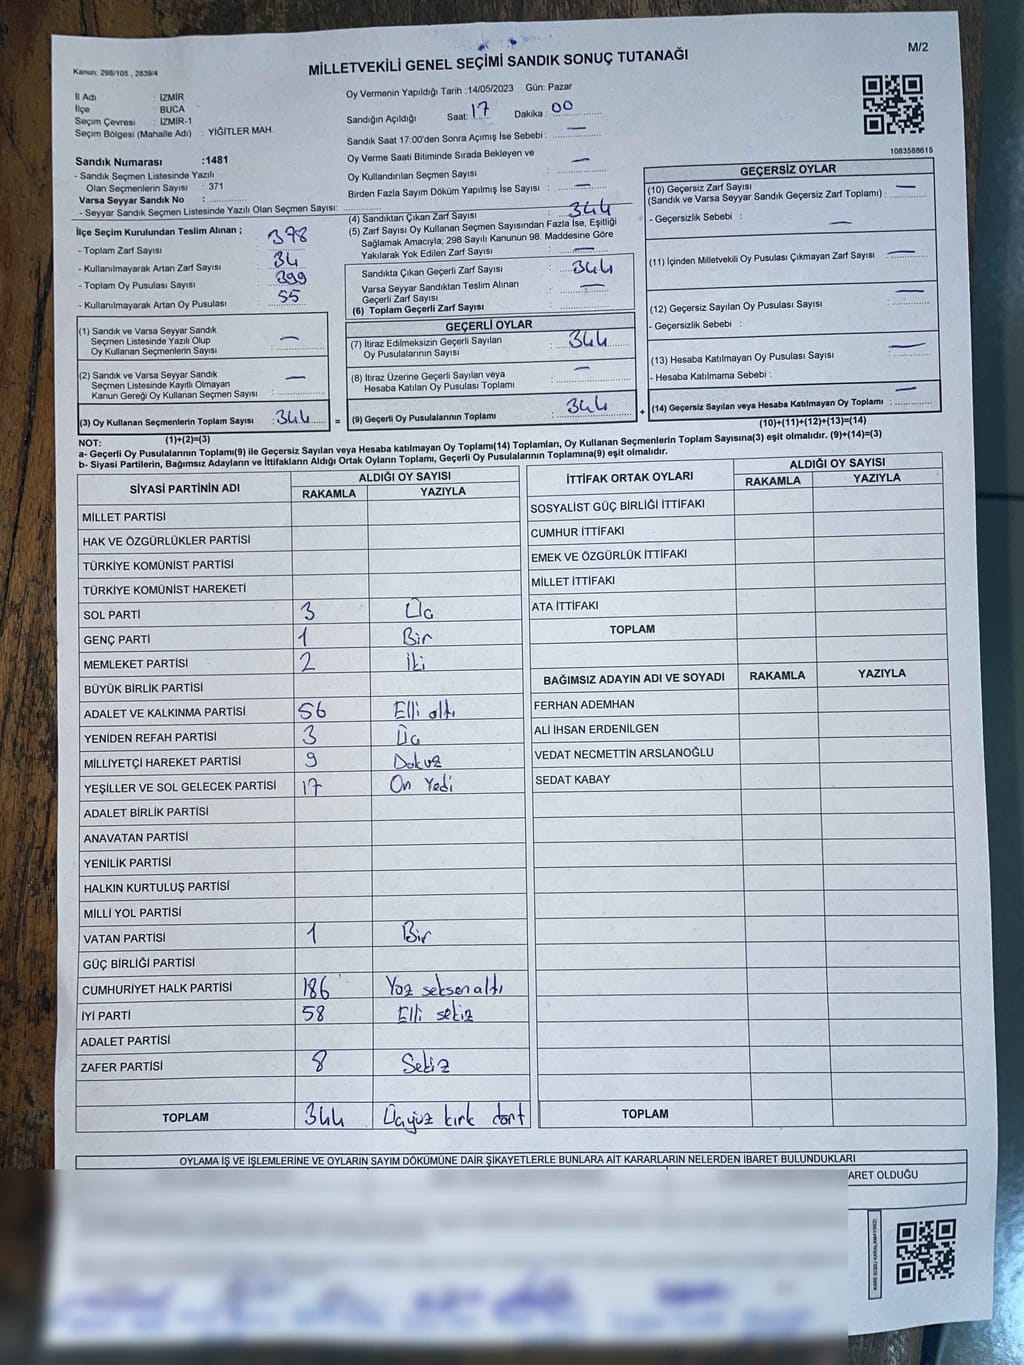 M/2
MİLLETVEKİLİ GENEL SEÇİMİ SANDIK SONUÇ TUTANAĞI
Kanun: 298/105 , 2839/4
İl Adı : İZMİR
İlçe : BUCA
Seçim Çevresi : İZMİR-1
Seçim Bölgesi (Mahalle Adı) : YİĞİTLER MAH.
Oy Vermenin Yapıldığı Tarih :14/05/2023 Gün: Pazar
Sandığın Açıldığı Saat: 17 Dakika : 00
Sandık Saat 17:00'den Sonra Açımış İse Sebebi : —
Oy Verme Saati Bitiminde Sırada Bekleyen ve
Oy Kullandırılan Seçmen Sayısı : —
Birden Fazla Sayım Döküm Yapılmış İse Sayısı : —
1083568615
Sandık Numarası :1481
- Sandık Seçmen Listesinde Yazılı
Olan Seçmenlerin Sayısı : 371
Varsa Seyyar Sandık No :
- Seyyar Sandık Seçmen Listesinde Yazılı Olan Seçmen Sayısı:
İlçe Seçim Kurulundan Teslim Alınan ;
- Toplam Zarf Sayısı : 378
- Kullanılmayarak Artan Zarf Sayısı : 34
- Toplam Oy Pusulası Sayısı : 399
- Kullanılmayarak Artan Oy Pusulası : 55
(4) Sandıktan Çıkan Zarf Sayısı : 344
(5) Zarf Sayısı Oy Kullanan Seçmen Sayısından Fazla İse, Eşitliği
Sağlamak Amacıyla; 298 Sayılı Kanunun 98. Maddesine Göre
Yakılarak Yok Edilen Zarf Sayısı : —
Sandıkta Çıkan Geçerli Zarf Sayısı : 344
Varsa Seyyar Sandıktan Teslim Alınan
Geçerli Zarf Sayısı : —
(6) Toplam Geçerli Zarf Sayısı :
GEÇERSİZ OYLAR
(10) Geçersiz Zarf Sayısı
(Sandık ve Varsa Seyyar Sandık Geçersiz Zarf Toplamı) : —
- Geçersizlik Sebebi : —
(11) İçinden Milletvekili Oy Pusulası Çıkmayan Zarf Sayısı : —
(12) Geçersiz Sayılan Oy Pusulası Sayısı : —
- Geçersizlik Sebebi :
(13) Hesaba Katılmayan Oy Pusulası Sayısı : —
- Hesaba Katılmama Sebebi :
(14) Geçersiz Sayılan veya Hesaba Katılmayan Oy Toplamı : —
(10)+(11)+(12)+(13)=(14)
(1) Sandık ve Varsa Seyyar Sandık
Seçmen Listesinde Yazılı Olup
Oy Kullanan Seçmenlerin Sayısı : —
(2) Sandık ve Varsa Seyyar Sandık
Seçmen Listesinde Kayıtlı Olmayan
Kanun Gereği Oy Kullanan Seçmen Sayısı : —
(3) Oy Kullanan Seçmenlerin Toplam Sayısı : 344 =
(1)+(2)=(3)
GEÇERLİ OYLAR
(7) İtiraz Edilmeksizin Geçerli Sayılan
Oy Pusulalarının Sayısı : 344
(8) İtiraz Üzerine Geçerli Sayılan veya
Hesaba Katılan Oy Pusulası Toplamı : —
(9) Geçerli Oy Pusulalarının Toplamı : 344 +
NOT:
a- Geçerli Oy Pusulalarının Toplamı(9) ile Geçersiz Sayılan veya Hesaba katılmayan Oy Toplamı(14) Toplamları, Oy Kullanan Seçmenlerin Toplam Sayısına(3) eşit olmalıdır. (9)+(14)=(3)
b- Siyasi Partilerin, Bağımsız Adayların ve İttifakların Aldığı Ortak Oyların Toplamı, Geçerli Oy Pusulalarının Toplamına(9) eşit olmalıdır.
SİYASİ PARTİNİN ADI ALDIĞI OY SAYISI
RAKAMLA YAZIYLA
MİLLET PARTİSİ
HAK VE ÖZGÜRLÜKLER PARTİSİ
TÜRKİYE KOMÜNİST PARTİSİ
TÜRKİYE KOMÜNİST HAREKETİ
SOL PARTİ 3 Üç
GENÇ PARTİ 1 Bir
MEMLEKET PARTİSİ 2 İki
BÜYÜK BİRLİK PARTİSİ
ADALET VE KALKINMA PARTİSİ 56 Elli altı
YENİDEN REFAH PARTİSİ 3 Üç
MİLLİYETÇİ HAREKET PARTİSİ 9 Dokuz
YEŞİLLER VE SOL GELECEK PARTİSİ 17 On Yedi
ADALET BİRLİK PARTİSİ
ANAVATAN PARTİSİ
YENİLİK PARTİSİ
HALKIN KURTULUŞ PARTİSİ
MİLLİ YOL PARTİSİ
VATAN PARTİSİ 1 Bir
GÜÇ BİRLİĞİ PARTİSİ
CUMHURİYET HALK PARTİSİ 186 Yüz seksen altı
İYİ PARTİ 58 Elli sekiz
ADALET PARTİSİ
ZAFER PARTİSİ 8 Sekiz
TOPLAM 344 Üçyüz kırk dört
İTTİFAK ORTAK OYLARI ALDIĞI OY SAYISI
RAKAMLA YAZIYLA
SOSYALİST GÜÇ BİRLİĞİ İTTİFAKI
CUMHUR İTTİFAKI
EMEK VE ÖZGÜRLÜK İTTİFAKI
MİLLET İTTİFAKI
ATA İTTİFAKI
TOPLAM
BAĞIMSIZ ADAYIN ADI VE SOYADI RAKAMLA YAZIYLA
FERHAN ADEMHAN
ALİ İHSAN ERDENİLGEN
VEDAT NECMETTİN ARSLANOĞLU
SEDAT KABAY
TOPLAM
OYLAMA İŞ VE İŞLEMLERİNE VE OYLARIN SAYIM DÖKÜMÜNE DAİR ŞİKAYETLERLE BUNLARA AİT KARARLARIN NELERDEN İBARET BULUNDUKLARI
ARET OLDUĞU